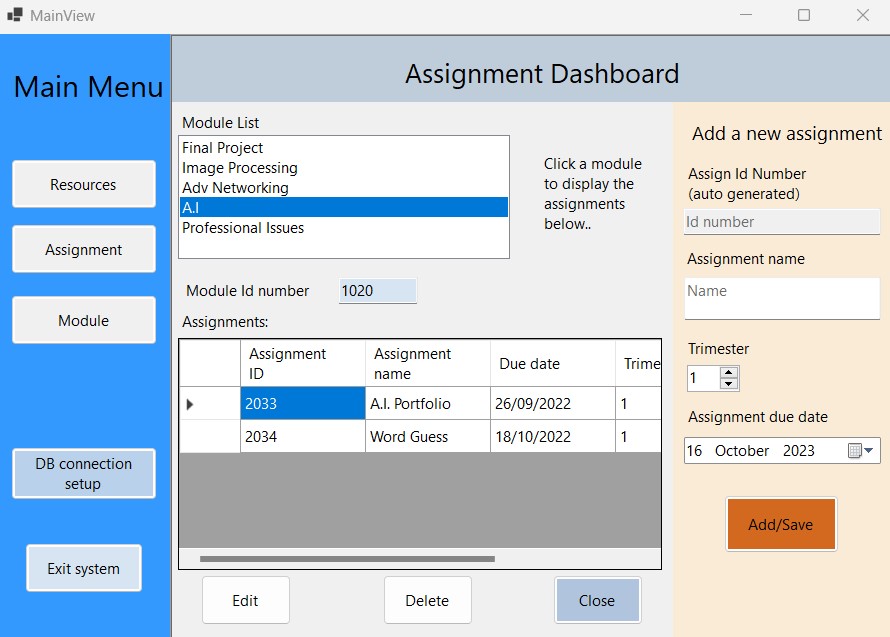 MainView
Main Menu
Resources
Assignment
Module
DB connection
setup
Exit system
Assignment Dashboard
Module List
Final Project
Image Processing
Adv Networking
A.I
Professional Issues
Click a module
to display the
assignments
below..
Module Id number 1020
Assignments:
Assignment ID Assignment name Due date Trime
2033 A.I. Portfolio 26/09/2022 1
2034 Word Guess 18/10/2022 1
Edit Delete Close
Add a new assignment
Assign Id Number
(auto generated)
Id number
Assignment name
Name
Trimester
1
Assignment due date
16 October 2023
Add/Save